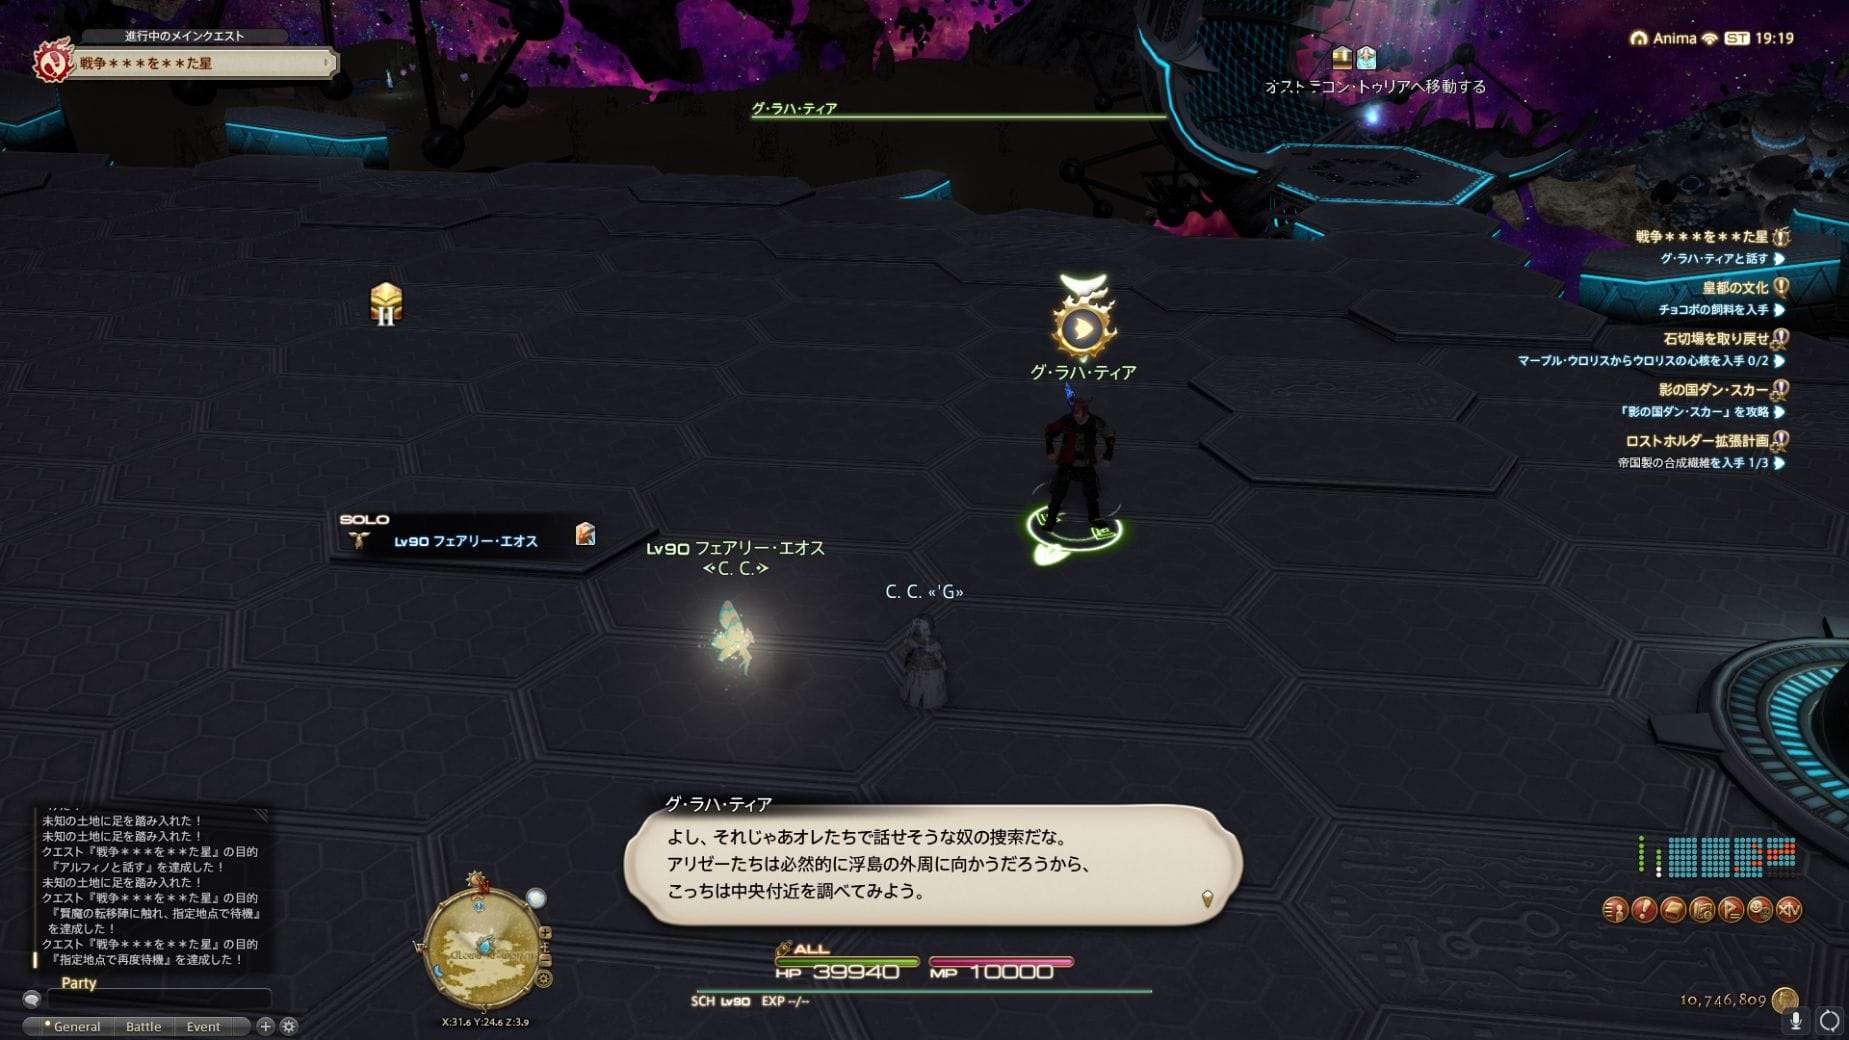 進行中のメインクエスト
戦争＊＊＊を＊＊た星
Anima ST 19:19
オストラコン・トゥリアへ移動する
グ・ラハ・ティア
戦争＊＊＊を＊＊た星
グ・ラハ・ティアと話す
皇都の文化
チョコボの飼料を入手
石切場を取り戻せ
マーブル・ウロリスからウロリスの心核を入手 0/2
影の国ダン・スカー
「影の国ダン・スカー」を攻略
ロストホルダー拡張計画
帝国製の合成繊維を入手 1/3
II
グ・ラハ・ティア
SOLO
Lv90 フェアリー・エオス
Lv90 フェアリー・エオス
C. C.
C. C. «'G»
グ・ラハ・ティア
よし、それじゃあオレたちで話せそうな奴の捜索だな。
アリゼーたちは必然的に浮島の外周に向かうだろうから、
こっちは中央付近を調べてみよう。
未知の土地に足を踏み入れた！
未知の土地に足を踏み入れた！
クエスト『戦争＊＊＊を＊＊た星』の目的
『アルフィノと話す』を達成した！
未知の土地に足を踏み入れた！
クエスト『戦争＊＊＊を＊＊た星』の目的
『賢魔の転移陣に触れ、指定地点で待機』
を達成した！
クエスト『戦争＊＊＊を＊＊た星』の目的
『指定地点で再度待機』を達成した！
Party
General Battle Event
X:31.6 Y:24.6 Z:3.9
ALL
HP 39940 MP 10000
SCH Lv90 EXP --/--
XIV
10,746,809